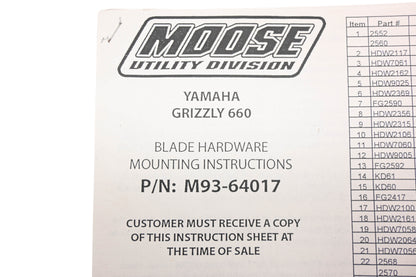 MOOSE
UTILITY DIVISION
YAMAHA
GRIZZLY 660
BLADE HARDWARE
MOUNTING INSTRUCTIONS
P/N: M93-64017
CUSTOMER MUST RECEIVE A COPY
OF THIS INSTRUCTION SHEET AT
THE TIME OF SALE
Item Part #
1 2552
2560
2 HDW2117
3 HDW7061
4 HDW2162
5 HDW9025
6 HDW2369
7 FG2590
8 HDW2356
9 HDW2315
10 HDW2106
11 HDW7060
12 HDW9005
13 FG2592
14 KD61
15 KD60
16 FG2417
17 HDW2100
18 HDW2161
19 HDW7058
20 HDW2064
21 HDW7056
22 2568
2570